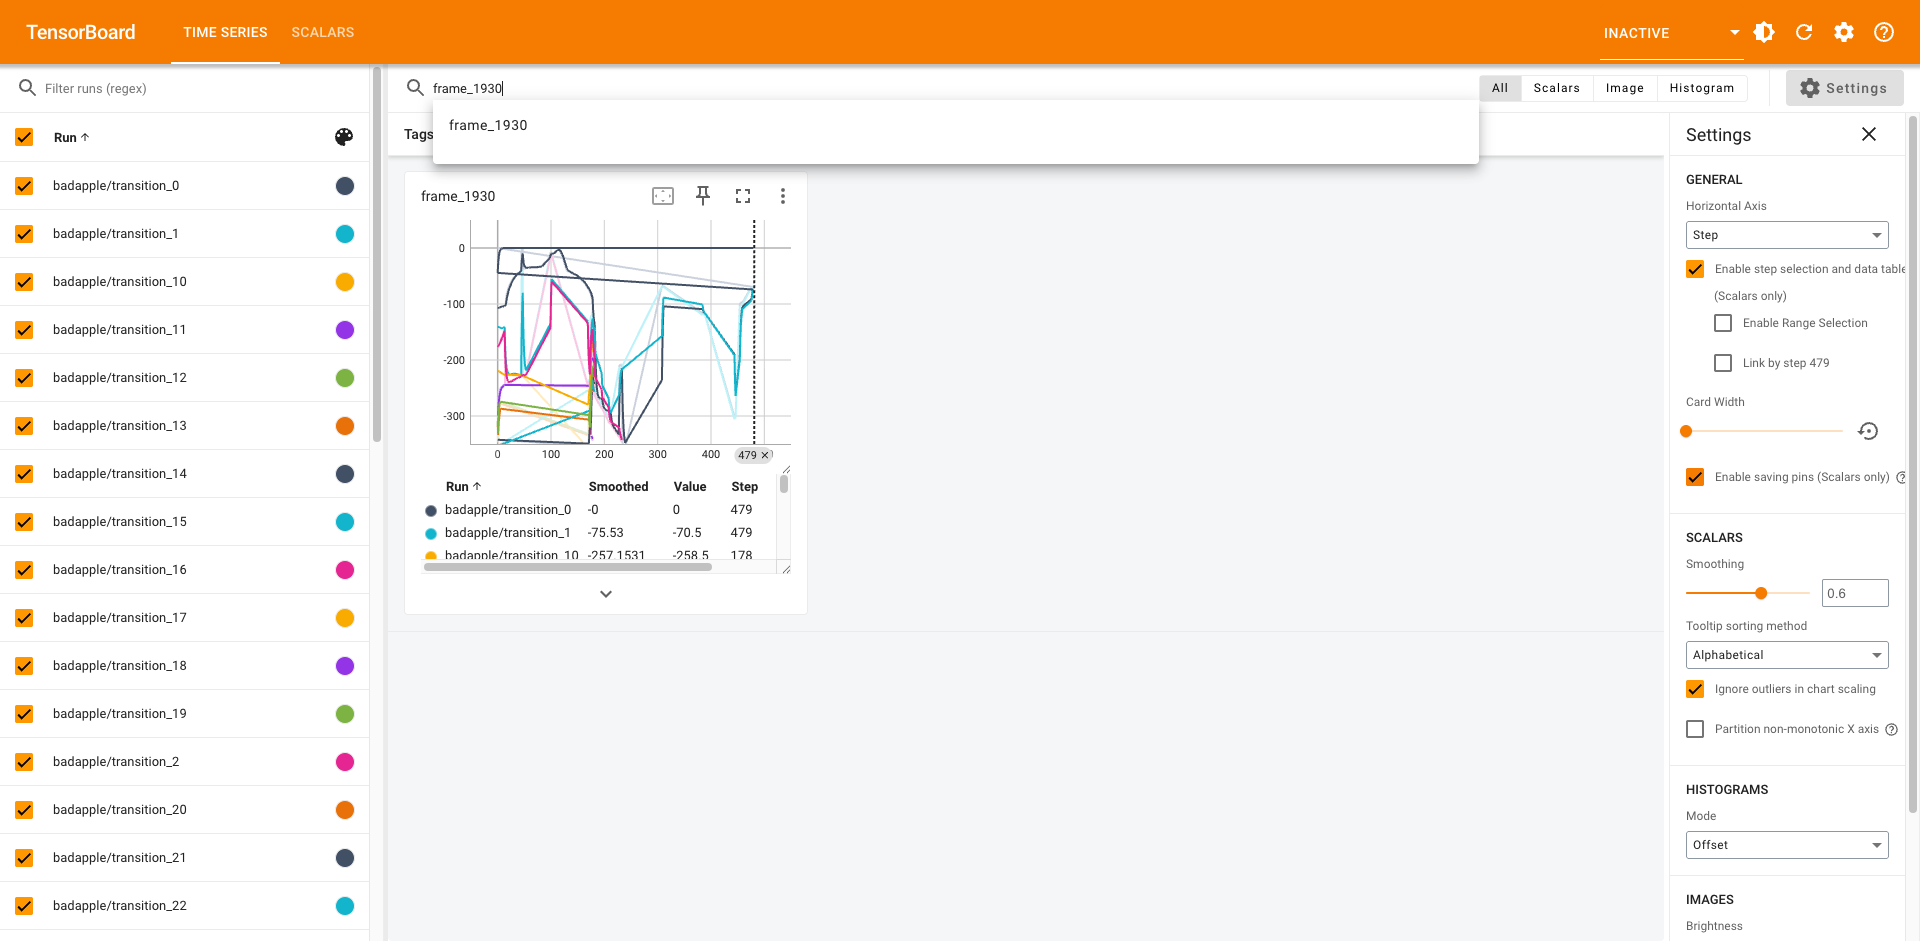 TensorBoard
TIME SERIES
SCALARS
INACTIVE
Filter runs (regex)
frame_1930
All
Scalars
Image
Histogram
Settings
frame_1930
Tags
Run
badapple/transition_0
badapple/transition_1
badapple/transition_10
badapple/transition_11
badapple/transition_12
badapple/transition_13
badapple/transition_14
badapple/transition_15
badapple/transition_16
badapple/transition_17
badapple/transition_18
badapple/transition_19
badapple/transition_2
badapple/transition_20
badapple/transition_21
badapple/transition_22
frame_1930
0
-100
-200
-300
0 100 200 300 400 479
Run Smoothed Value Step
badapple/transition_0 -0 0 479
badapple/transition_1 -75.53 -70.5 479
badapple/transition_10 -257.1531 -258.5 178
Settings
GENERAL
Horizontal Axis
Step
Enable step selection and data table
(Scalars only)
Enable Range Selection
Link by step 479
Card Width
Enable saving pins (Scalars only)
SCALARS
Smoothing
0.6
Tooltip sorting method
Alphabetical
Ignore outliers in chart scaling
Partition non-monotonic X axis
HISTOGRAMS
Mode
Offset
IMAGES
Brightness